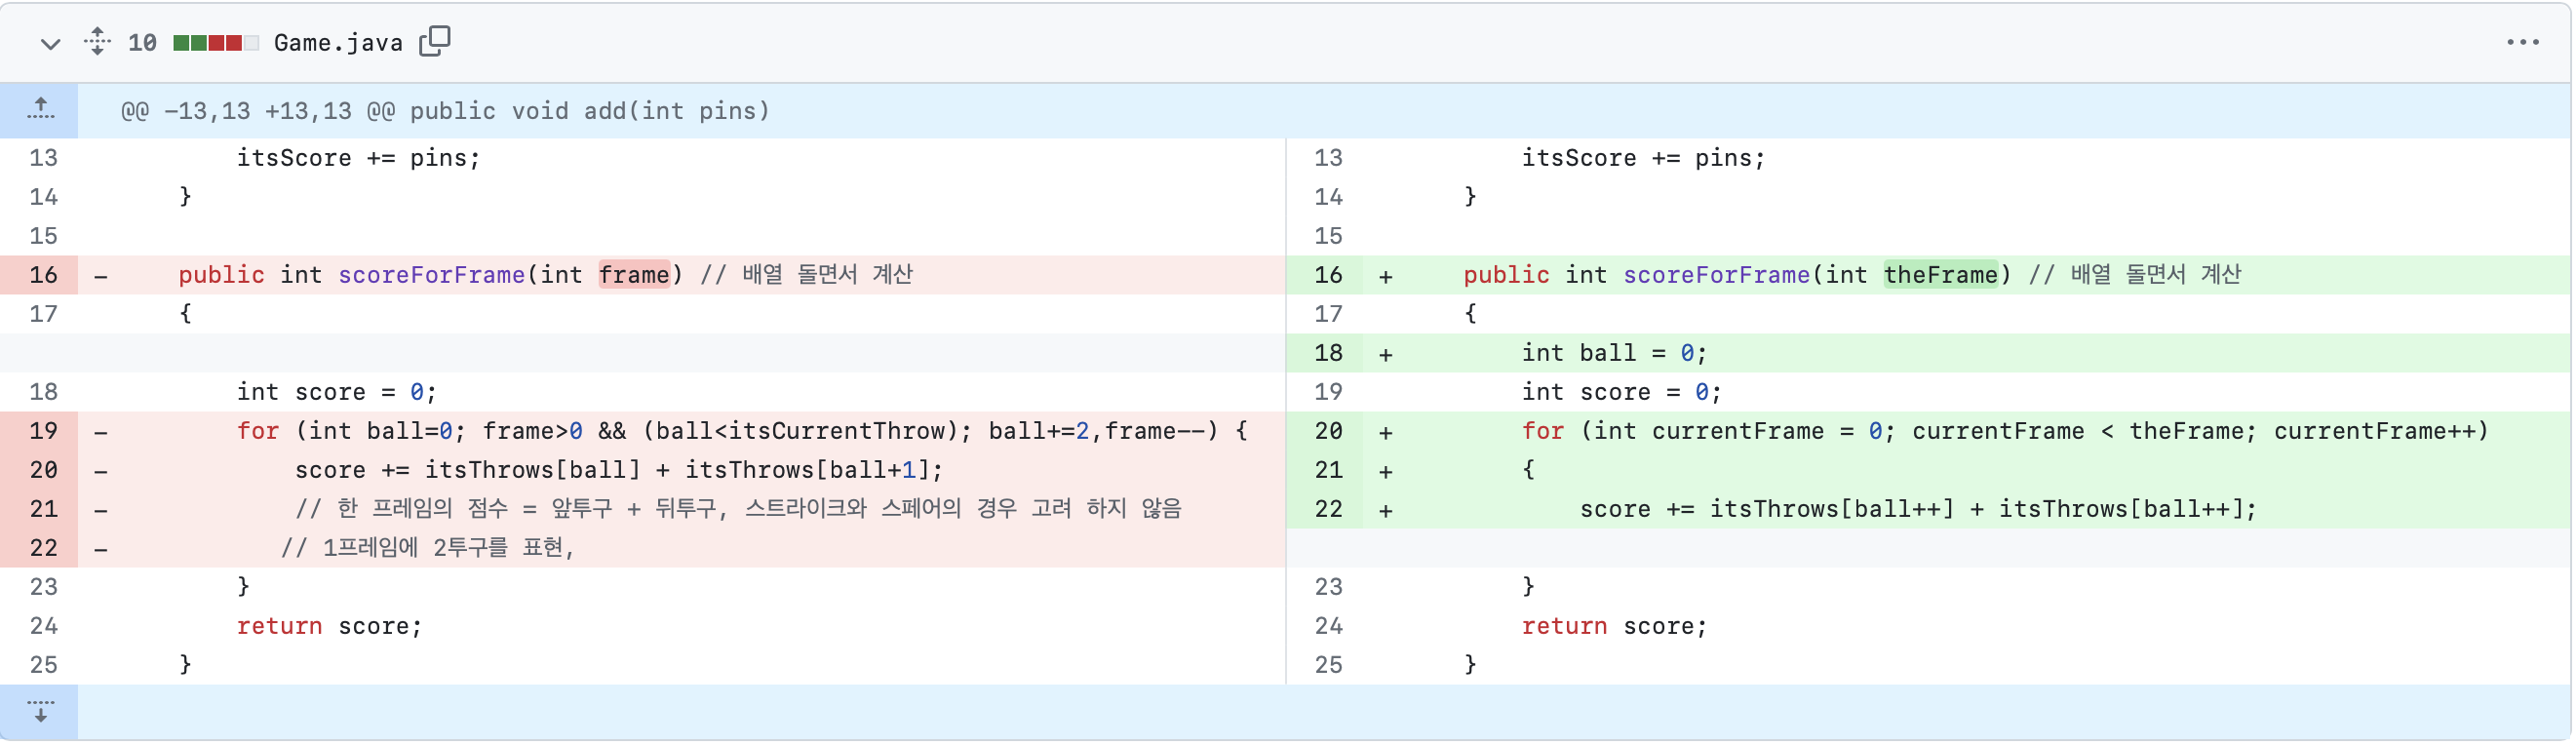 10 Game.java
@@ -13,13 +13,13 @@ public void add(int pins)
13 itsScore += pins;
14 }
15
16 - public int scoreForFrame(int frame) // 배열 돌면서 계산
17 {
18 int score = 0;
19 - for (int ball=0; frame>0 && (ball<itsCurrentThrow); ball+=2,frame--) {
20 - score += itsThrows[ball] + itsThrows[ball+1];
21 - // 한 프레임의 점수 = 앞투구 + 뒤투구, 스트라이크와 스페어의 경우 고려 하지 않음
22 - // 1프레임에 2투구를 표현,
23 }
24 return score;
25 }
13 itsScore += pins;
14 }
15
16 + public int scoreForFrame(int theFrame) // 배열 돌면서 계산
17 {
18 + int ball = 0;
19 int score = 0;
20 + for (int currentFrame = 0; currentFrame < theFrame; currentFrame++)
21 + {
22 + score += itsThrows[ball++] + itsThrows[ball++];
23 }
24 return score;
25 }